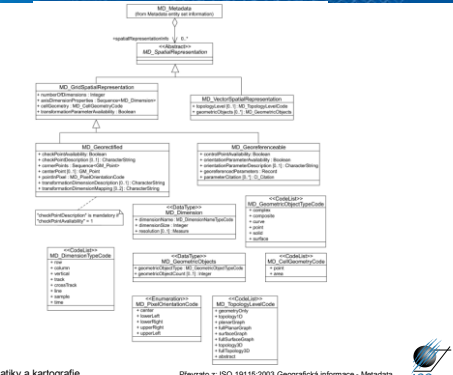 MD_Metadata
(from Metadata entity set information)
+spatialRepresentationInfo 0..*
<<Abstract>>
MD_SpatialRepresentation
MD_GridSpatialRepresentation
+ numberOfDimensions : Integer
+ axisDimensionProperties : Sequence<MD_Dimension>
+ cellGeometry : MD_CellGeometryCode
+ transformationParameterAvailability : Boolean
MD_VectorSpatialRepresentation
+ topologyLevel [0..1] : MD_TopologyLevelCode
+ geometricObjects [0..*] : MD_GeometricObjects
MD_Georectified
+ checkPointAvailability : Boolean
+ checkPointDescription [0..1] : CharacterString
+ cornerPoints : Sequence<GM_Point>
+ centerPoint [0..1] : GM_Point
+ pointInPixel : MD_PixelOrientationCode
+ transformationDimensionDescription [0..1] : CharacterString
+ transformationDimensionMapping [0..2] : CharacterString
MD_Georeferenceable
+ controlPointAvailability : Boolean
+ orientationParameterAvailability : Boolean
+ orientationParameterDescription [0..1] : CharacterString
+ georeferencedParameters : Record
+ parameterCitation [0..*] : CI_Citation
"checkPointDescription" is mandatory if
"checkPointAvailability" = 1
<<DataType>>
MD_Dimension
+ dimensionName : MD_DimensionNameTypeCode
+ dimensionSize : Integer
+ resolution [0..1] : Measure
<<CodeList>>
MD_GeometricObjectTypeCode
+ complex
+ composite
+ curve
+ point
+ solid
+ surface
<<CodeList>>
MD_DimensionTypeCode
+ row
+ column
+ vertical
+ track
+ crossTrack
+ line
+ sample
+ time
<<DataType>>
MD_GeometricObjects
+ geometricObjectType : MD_GeometricObjectTypeCode
+ geometricObjectCount [0..1] : Integer
<<CodeList>>
MD_CellGeometryCode
+ point
+ area
<<Enumeration>>
MD_PixelOrientationCode
+ center
+ lowerLeft
+ lowerRight
+ upperRight
+ upperLeft
<<CodeList>>
MD_TopologyLevelCode
+ geometryOnly
+ topology1D
+ planarGraph
+ fullPlanarGraph
+ surfaceGraph
+ fullSurfaceGraph
+ topology3D
+ fullTopology3D
+ abstract
atiky a kartografie
Převzato z: ISO 19115:2003 Geografická informace - Metadata